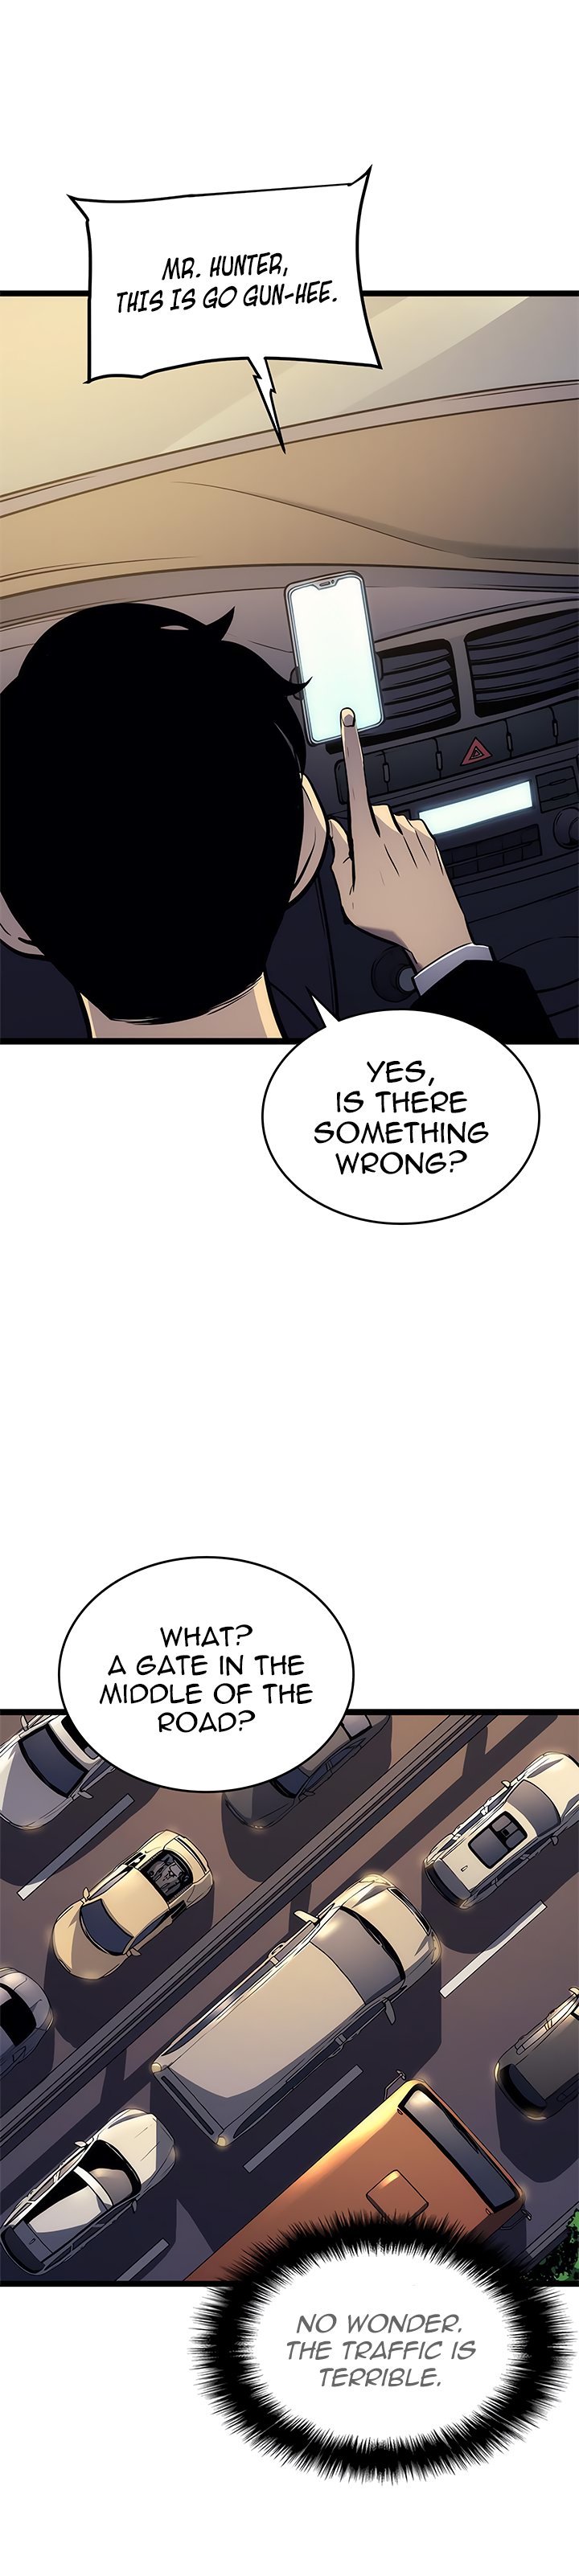 MR. HUNTER,
THIS IS GO GUN-HEE.
YES,
IS THERE
SOMETHING
WRONG?
WHAT?
A GATE IN THE
MIDDLE OF THE
ROAD?
NO WONDER.
THE TRAFFIC IS
TERRIBLE.